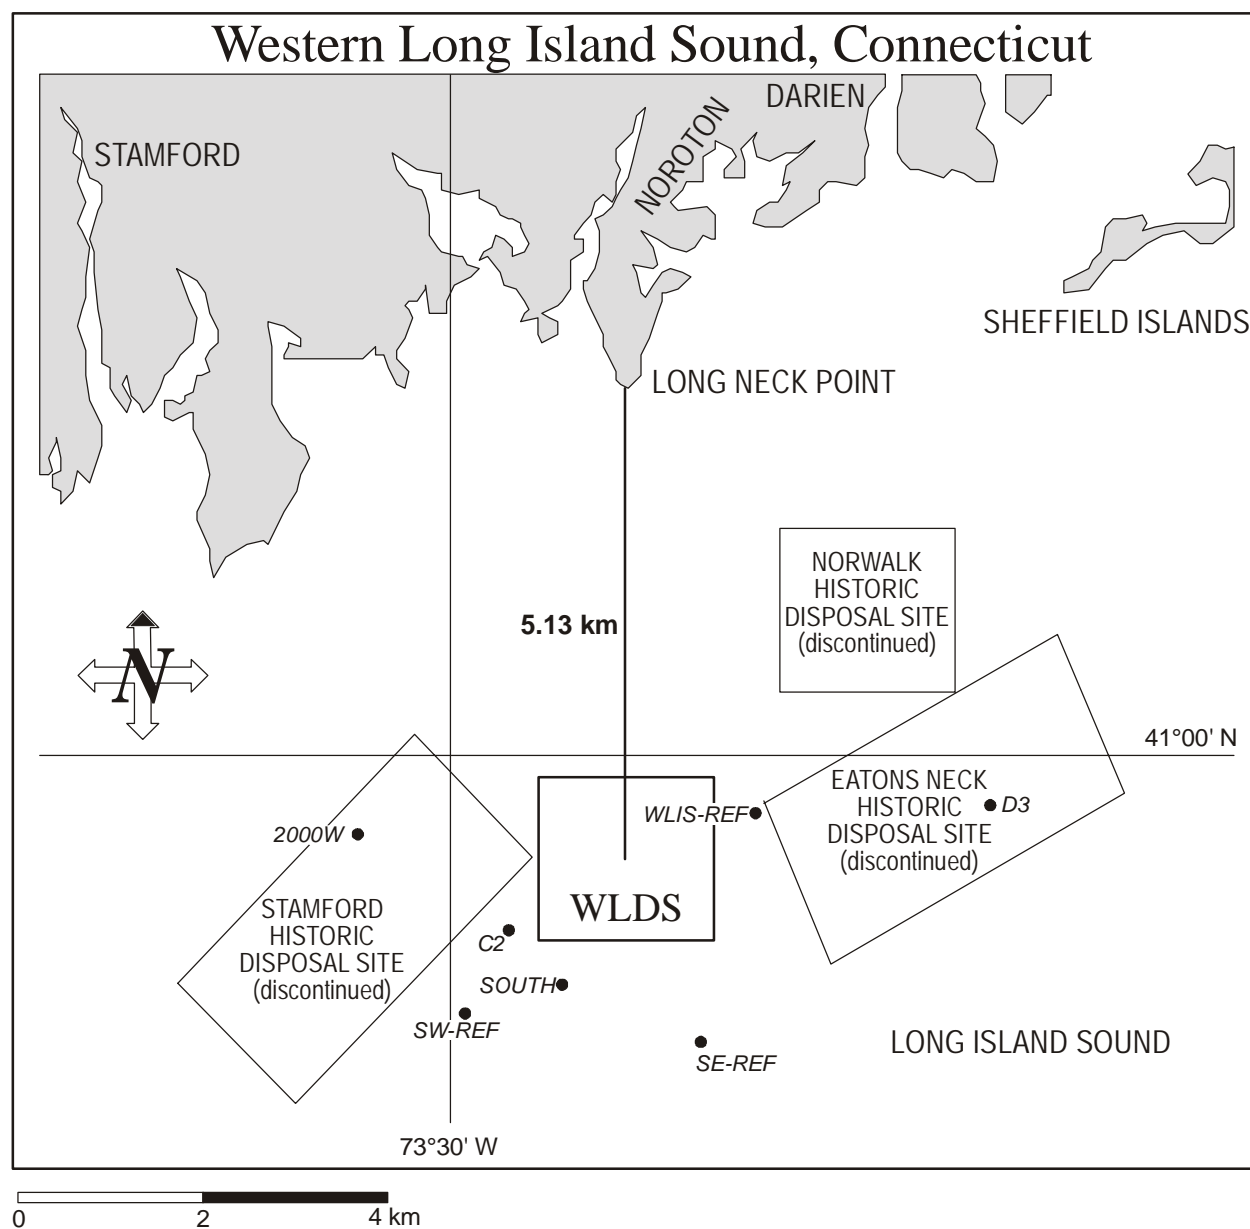 Western Long Island Sound, Connecticut
DARIEN
STAMFORD
NOROTON
SHEFFIELD ISLANDS
LONG NECK POINT
NORWALK
HISTORIC
DISPOSAL SITE
(discontinued)
5.13 km
N
41°00' N
EATONS NECK
HISTORIC
DISPOSAL SITE
(discontinued)
D3
WLIS-REF
2000W
WLDS
STAMFORD
HISTORIC
DISPOSAL SITE
(discontinued)
C2
SOUTH
SW-REF
SE-REF
LONG ISLAND SOUND
73°30' W
0 2 4 km